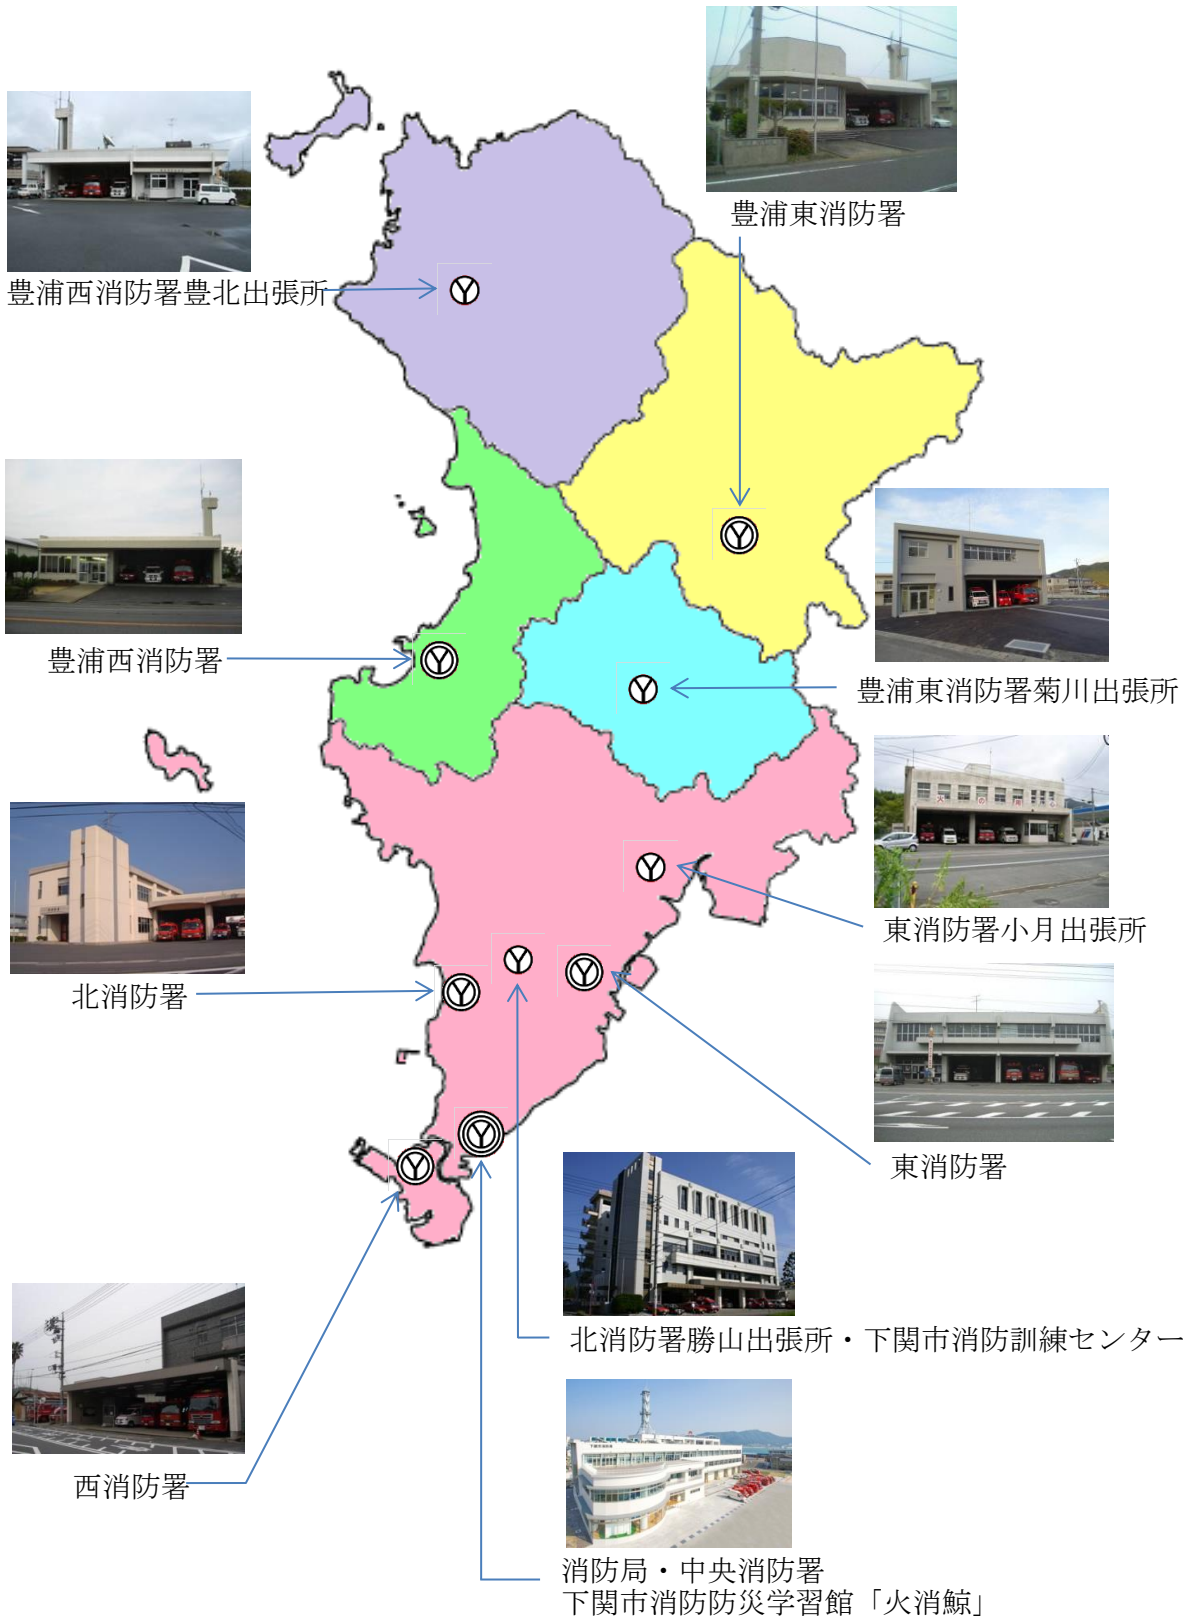 豊浦東消防署
豊浦西消防署豊北出張所
豊浦西消防署
豊浦東消防署菊川出張所
火の用心
東消防署小月出張所
北消防署
東消防署
北消防署勝山出張所・下関市消防訓練センター
西消防署
消防局・中央消防署
下関市消防防災学習館「火消鯨」